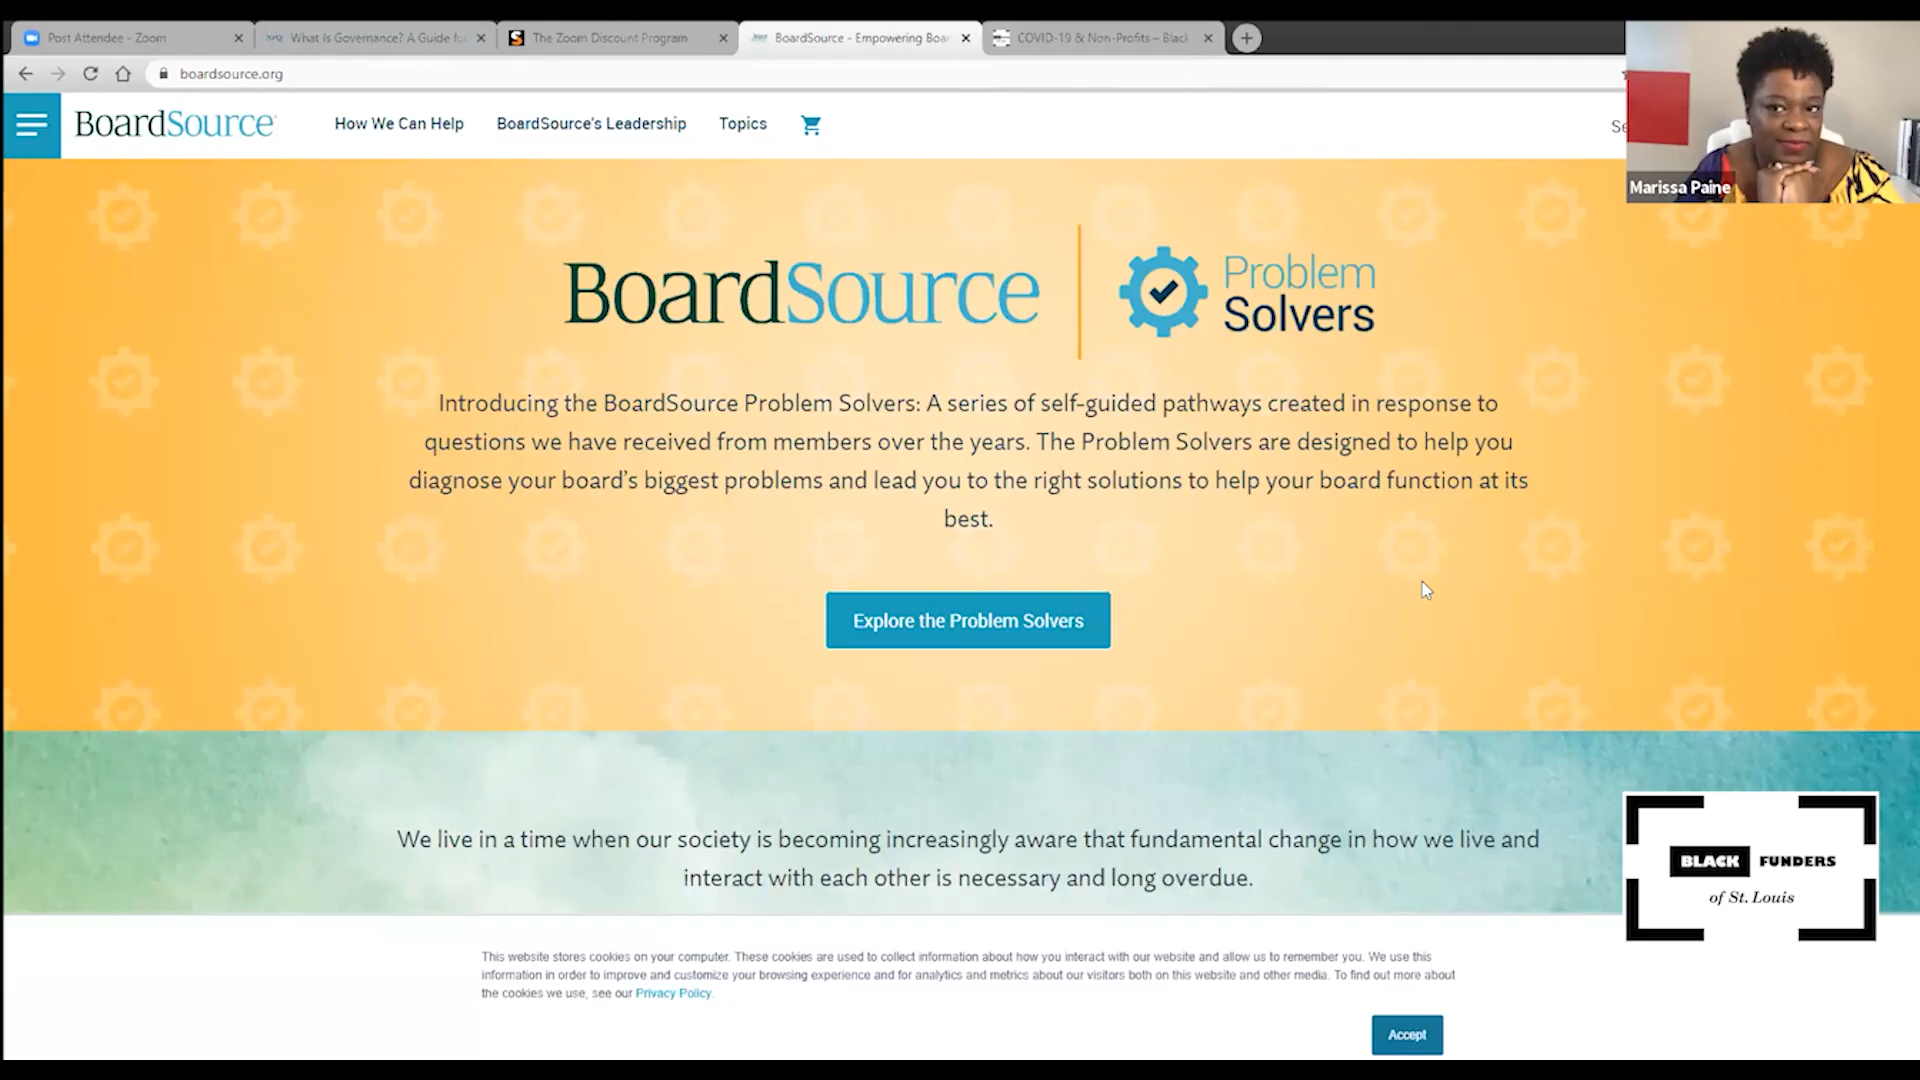 Post Attendee - Zoom
What Is Governance? A Guide fo
The Zoom Discount Program
BoardSource - Empowering Boar
COVID-19 & Non-Profits – Black
boardsource.org
BoardSource
How We Can Help
BoardSource's Leadership
Topics
Se
Marissa Paine
BoardSource
Problem
Solvers
Introducing the BoardSource Problem Solvers: A series of self-guided pathways created in response to
questions we have received from members over the years. The Problem Solvers are designed to help you
diagnose your board's biggest problems and lead you to the right solutions to help your board function at its
best.
Explore the Problem Solvers
We live in a time when our society is becoming increasingly aware that fundamental change in how we live and
interact with each other is necessary and long overdue.
BLACK FUNDERS
of St. Louis
This website stores cookies on your computer. These cookies are used to collect information about how you interact with our website and allow us to remember you. We use this
information in order to improve and customize your browsing experience and for analytics and metrics about our visitors both on this website and other media. To find out more about
the cookies we use, see our Privacy Policy.
Accept